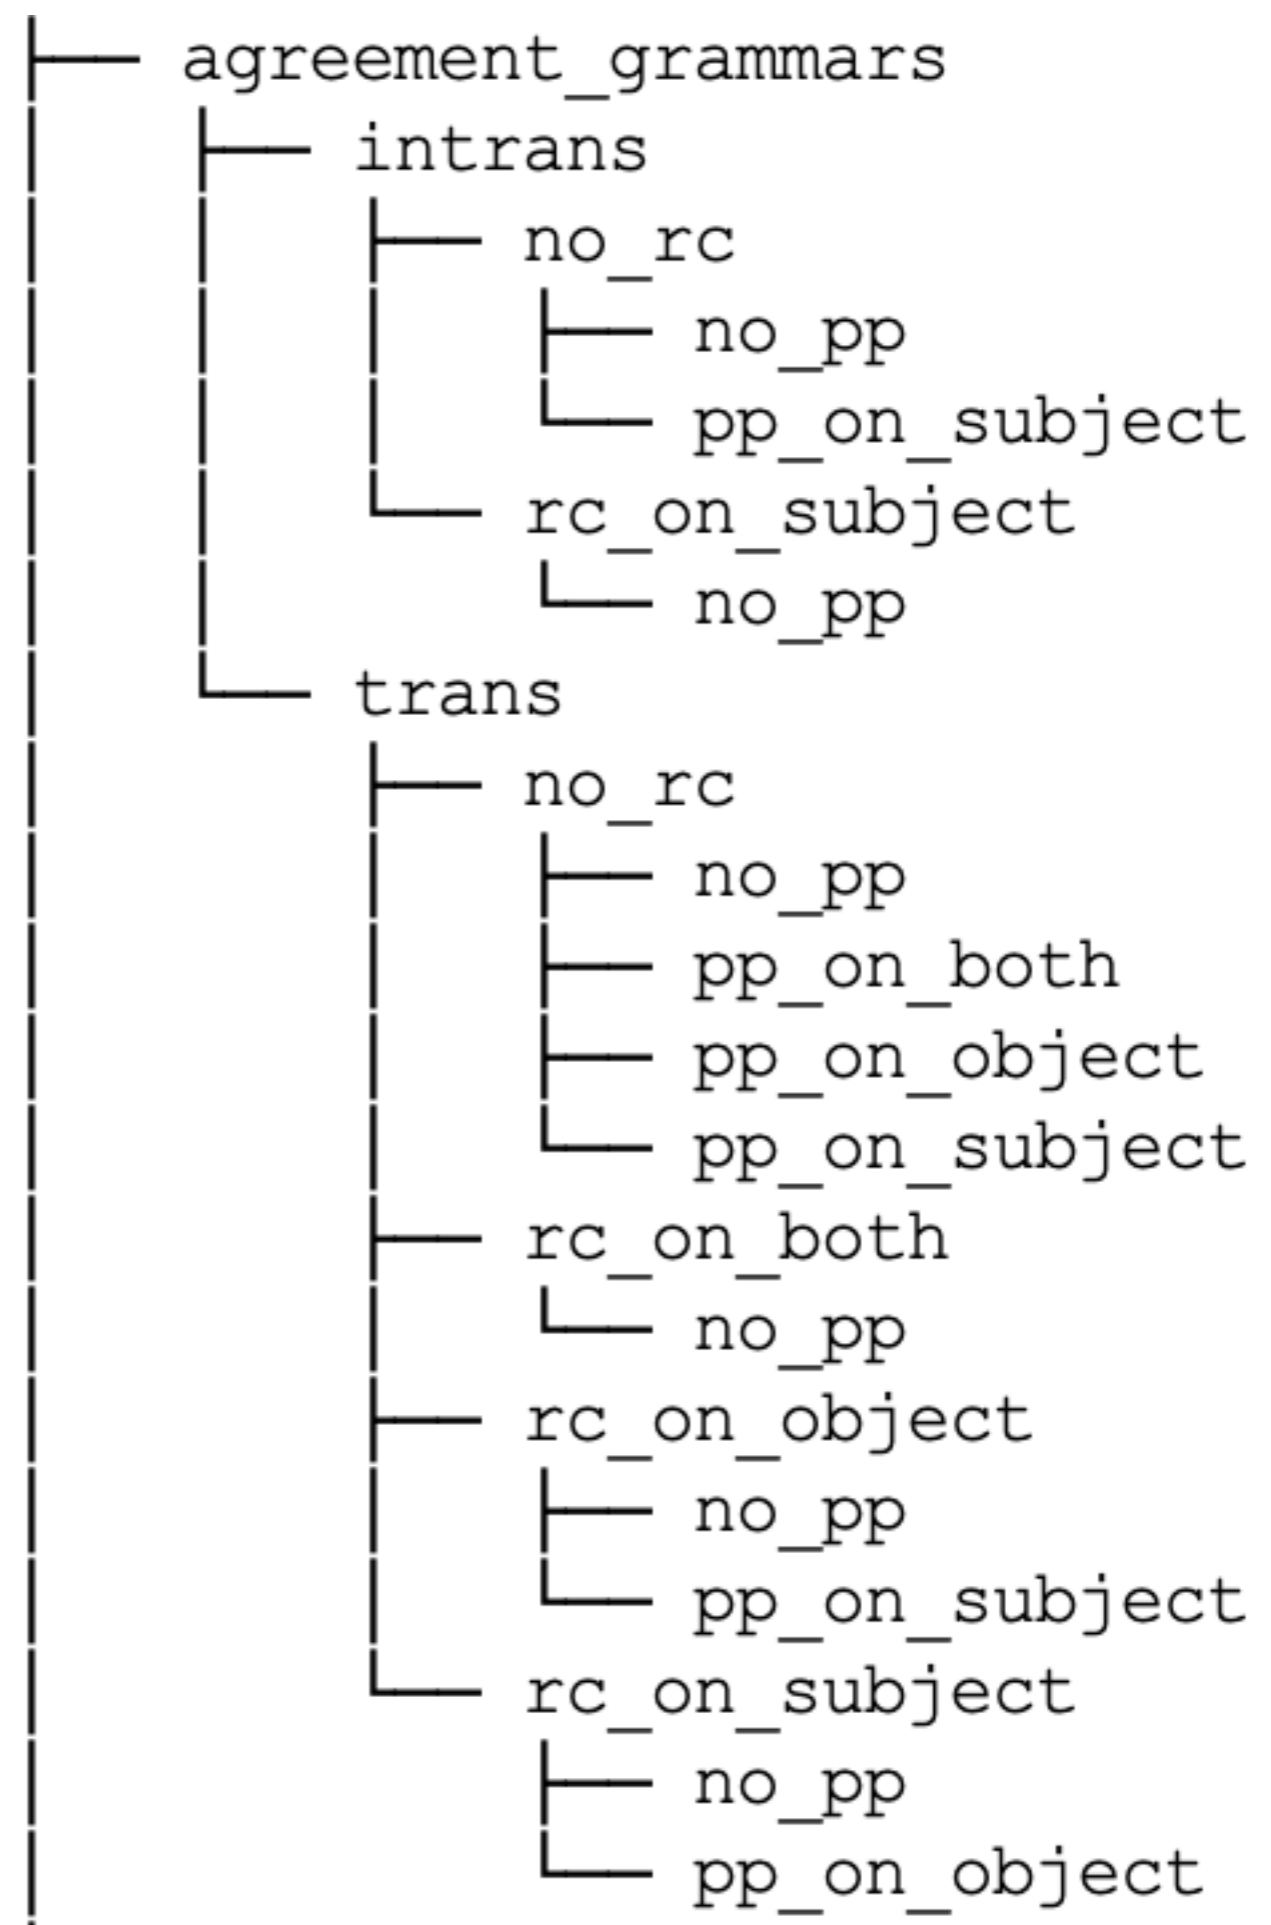 agreement_grammars
intrans
no_rc
no_pp
pp_on_subject
rc_on_subject
no_pp
trans
no_rc
no_pp
pp_on_both
pp_on_object
pp_on_subject
rc_on_both
no_pp
rc_on_object
no_pp
pp_on_subject
rc_on_subject
no_pp
pp_on_object